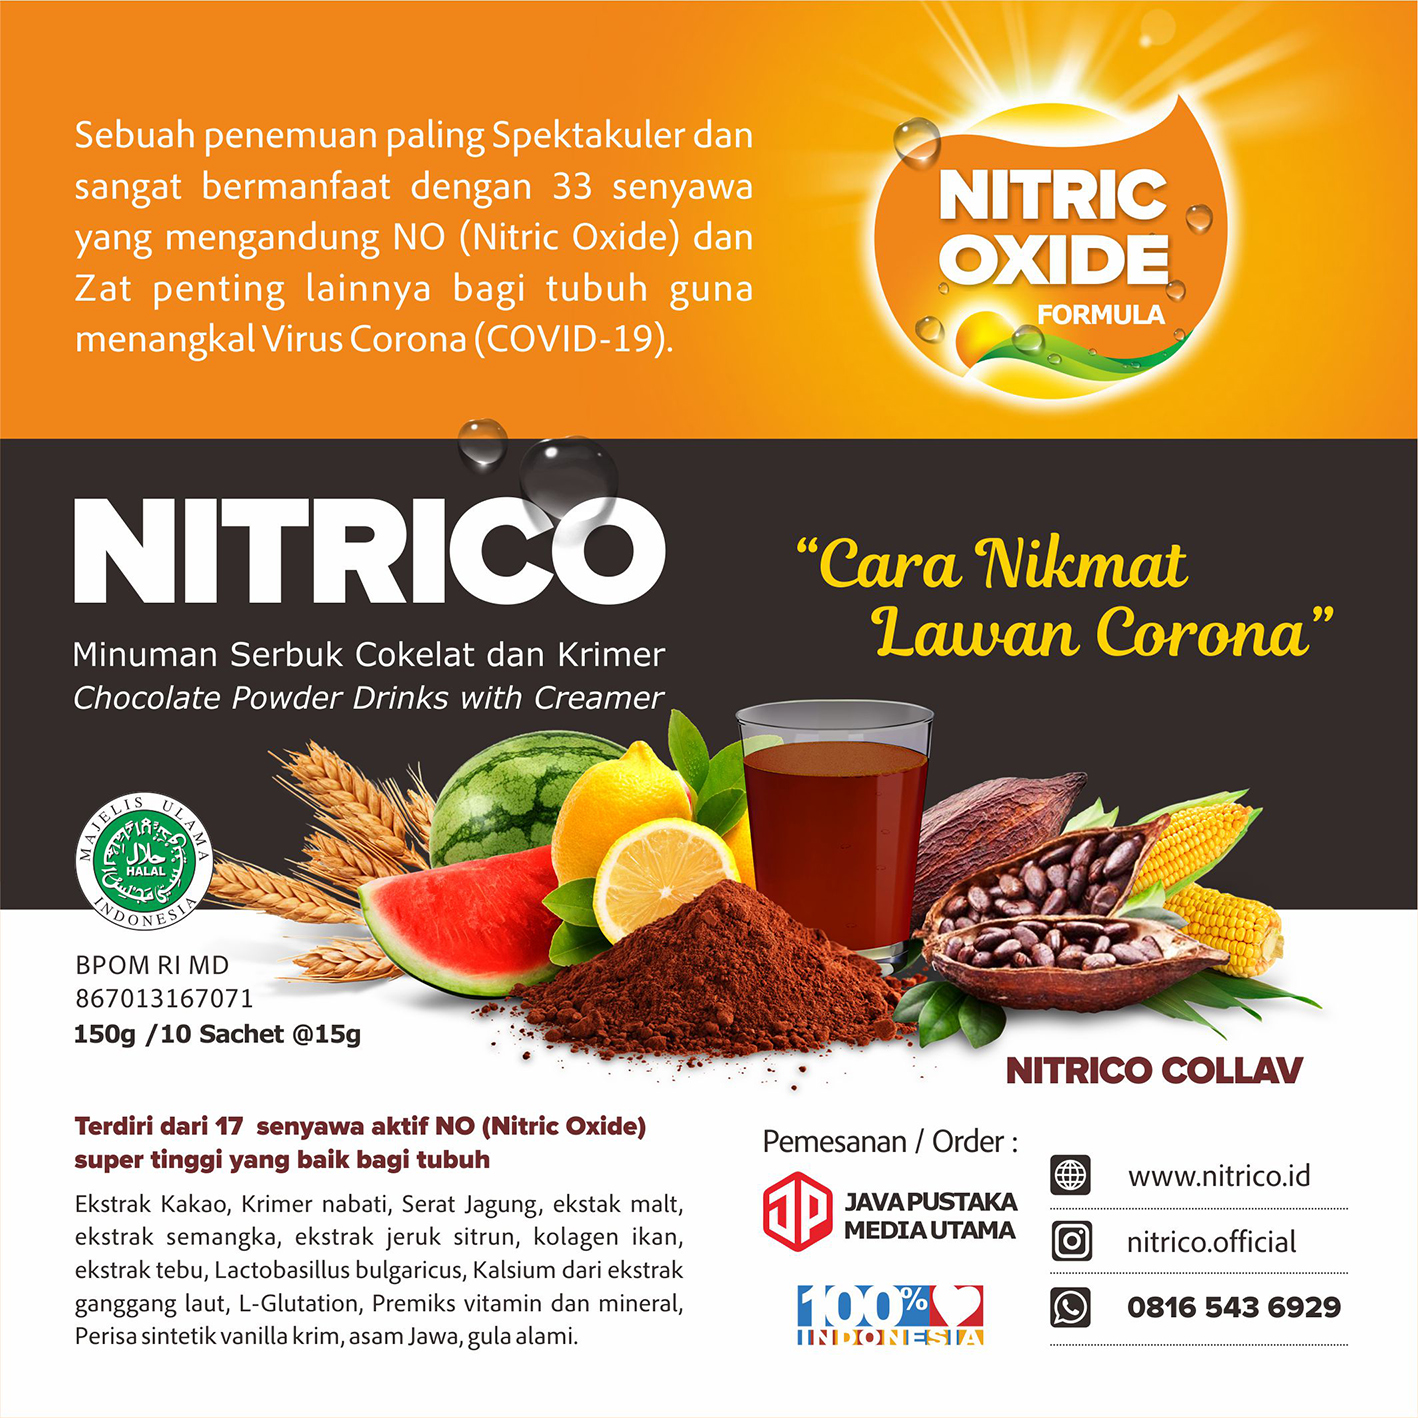 Sebuah penemuan paling Spektakuler dan
sangat bermanfaat dengan 33 senyawa
yang mengandung NO (Nitric Oxide) dan
Zat penting lainnya bagi tubuh guna
menangkal Virus Corona (COVID-19).
NITRIC
OXIDE
FORMULA
NITRICO
Minuman Serbuk Cokelat dan Krimer
Chocolate Powder Drinks with Creamer
“Cara Nikmat
Lawan Corona”
MAJELIS ULAMA
حلال
HALAL
INDONESIA
BPOM RI MD
867013167071
150g /10 Sachet @15g
NITRICO COLLAV
Terdiri dari 17 senyawa aktif NO (Nitric Oxide)
super tinggi yang baik bagi tubuh
Ekstrak Kakao, Krimer nabati, Serat Jagung, ekstak malt,
ekstrak semangka, ekstrak jeruk sitrun, kolagen ikan,
ekstrak tebu, Lactobasillus bulgaricus, Kalsium dari ekstrak
ganggang laut, L-Glutation, Premiks vitamin dan mineral,
Perisa sintetik vanilla krim, asam Jawa, gula alami.
Pemesanan / Order :
JAVA PUSTAKA
MEDIA UTAMA
100%
INDONESIA
www.nitrico.id
nitrico.official
0816 543 6929